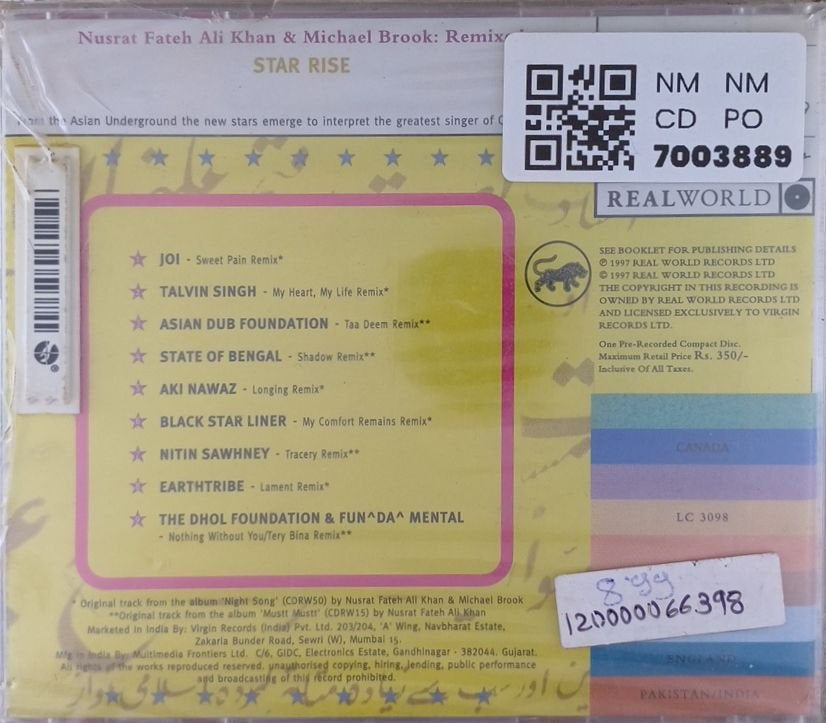 Nusrat Fateh Ali Khan & Michael Brook:
STAR RISE
the Asian Underground the new stars emerge to interpret the greatest singer of
NM NM
CD PO
7003889
REALWORLD
JOI - Sweet Pain Remix*
TALVIN SINGH - My Heart, My Life Remix*
ASIAN DUB FOUNDATION - Taa Deem Remix**
STATE OF BENGAL - Shadow Remix**
AKI NAWAZ - Longing Remix*
BLACK STAR LINER - My Comfort Remains Remix*
NITIN SAWHNEY - Tracery Remix**
EARTHTRIBE - Lament Remix*
THE DHOL FOUNDATION & FUN^DA^ MENTAL
- Nothing Without You/Tery Bina Remix**
* Original track from the album 'Night Song' (CDRW50) by Nusrat Fateh Ali Khan & Michael Brook
**Original track from the album 'Mustt Mustt' (CDRW15) by Nusrat Fateh Ali Khan
Marketed in India By: Virgin Records (India) Pvt. Ltd. 203/204, 'A' Wing, Navbharat Estate,
Zakaria Bunder Road, Sewri (W), Mumbai 15.
Mfg in India By: Multimedia Frontiers Ltd. C/6, GIDC, Electronics Estate, Gandhinagar - 382044. Gujarat.
All rights of the works reproduced reserved. unauthorised copying, hiring, lending, public performance
and broadcasting of this record prohibited.
SEE BOOKLET FOR PUBLISHING DETAILS
℗ 1997 REAL WORLD RECORDS LTD
© 1997 REAL WORLD RECORDS LTD
THE COPYRIGHT IN THIS RECORDING IS
OWNED BY REAL WORLD RECORDS LTD
AND LICENSED EXCLUSIVELY TO VIRGIN
RECORDS LTD.
One Pre-Recorded Compact Disc.
Maximum Retail Price Rs. 350/-
Inclusive Of All Taxes.
CANADA
LC 3098
120000066398
ENGLAND
PAKISTAN/INDIA